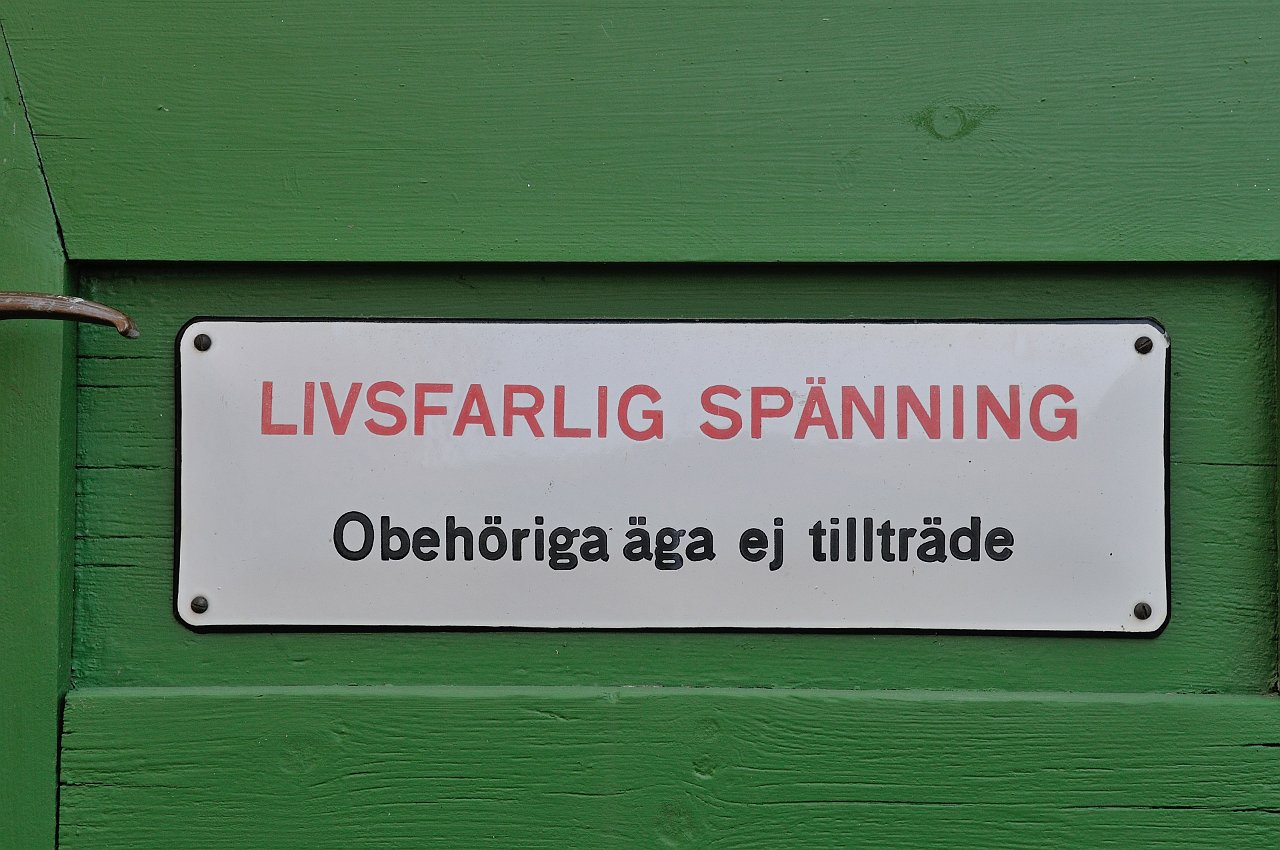 LIVSFARLIG SPÄNNING
Obehöriga äga ej tillträde